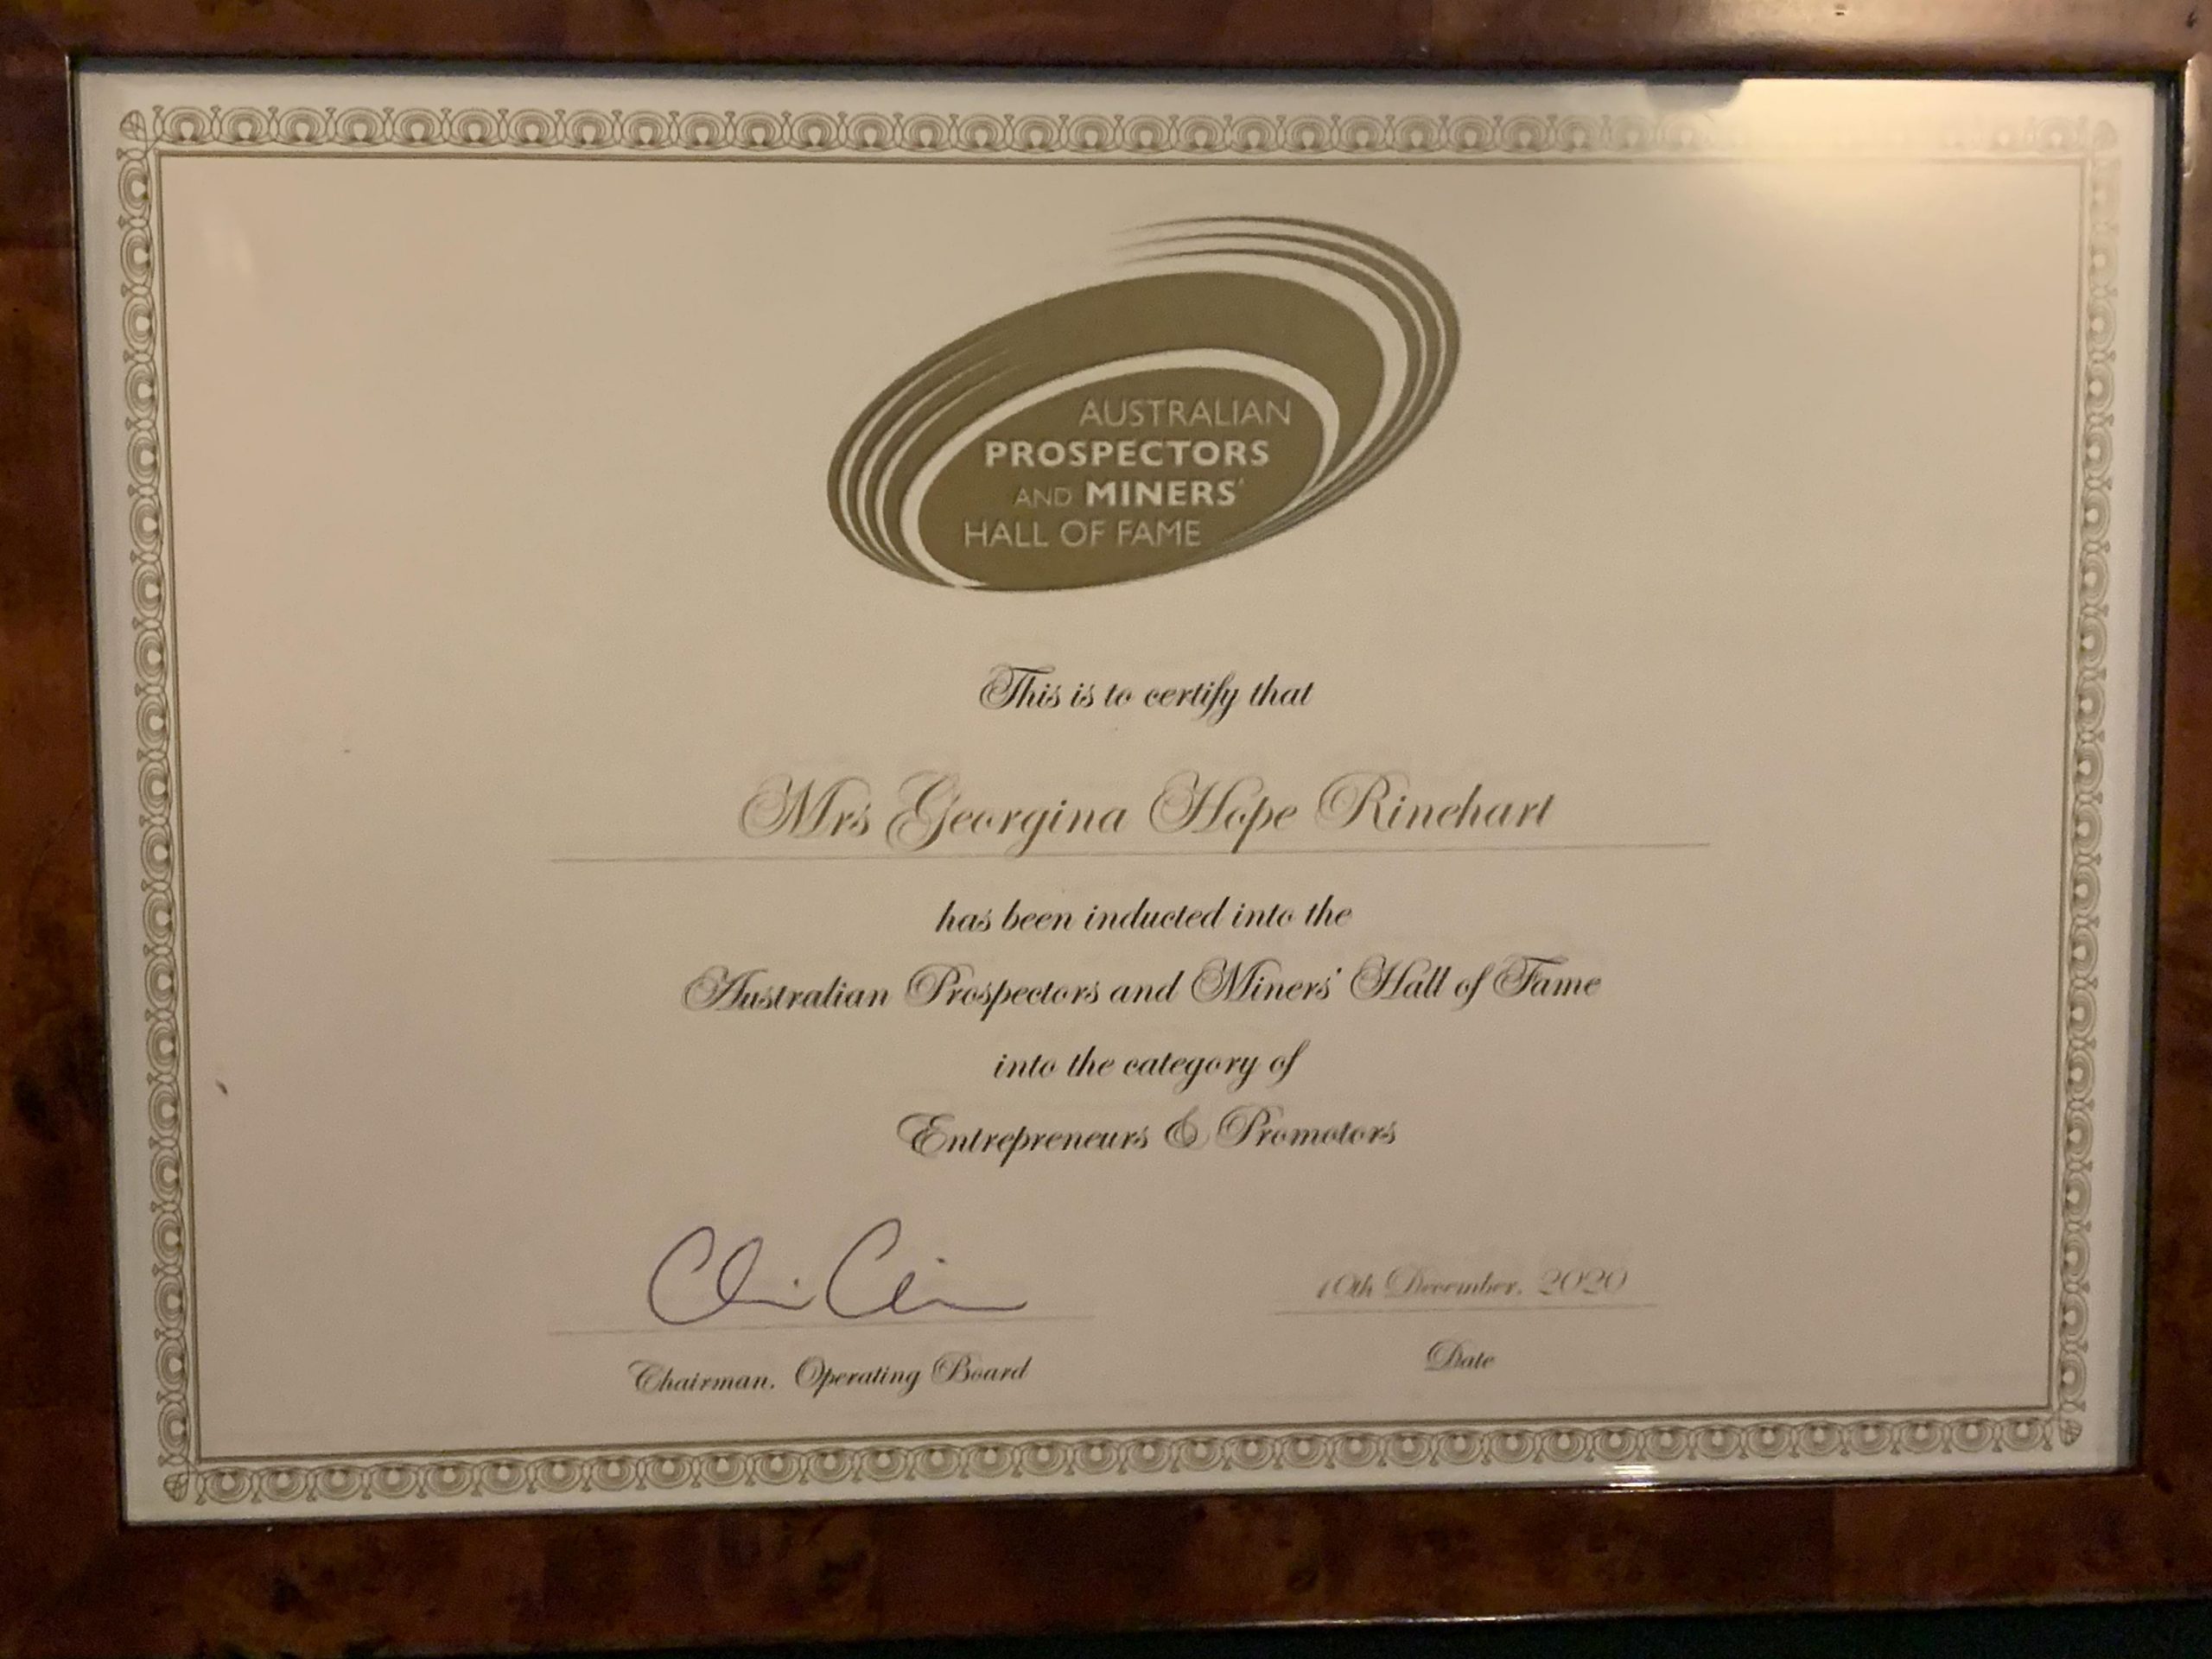 AUSTRALIAN
PROSPECTORS
AND MINERS'
HALL OF FAME
This is to certify that
Mrs Georgina Hope Rinehart
has been inducted into the
Australian Prospectors and Miners' Hall of Fame
into the category of
Entrepreneurs & Promotors
10th December, 2020
Chairman, Operating Board
Date